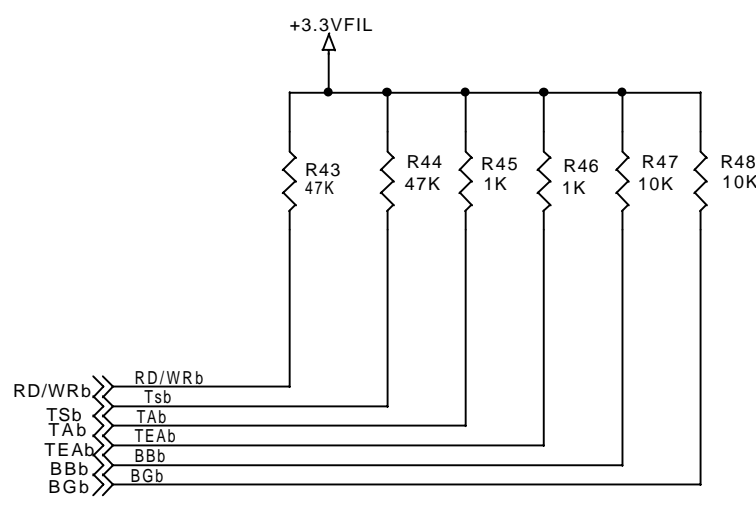 +3.3VFIL
R43
47K
R44
47K
R45
1K
R46
1K
R47
10K
R48
10K
RD/WRb
RD/WRb
TSb
Tsb
TAb
TAb
TEAb
TEAb
BBb
BBb
BGb
BGb